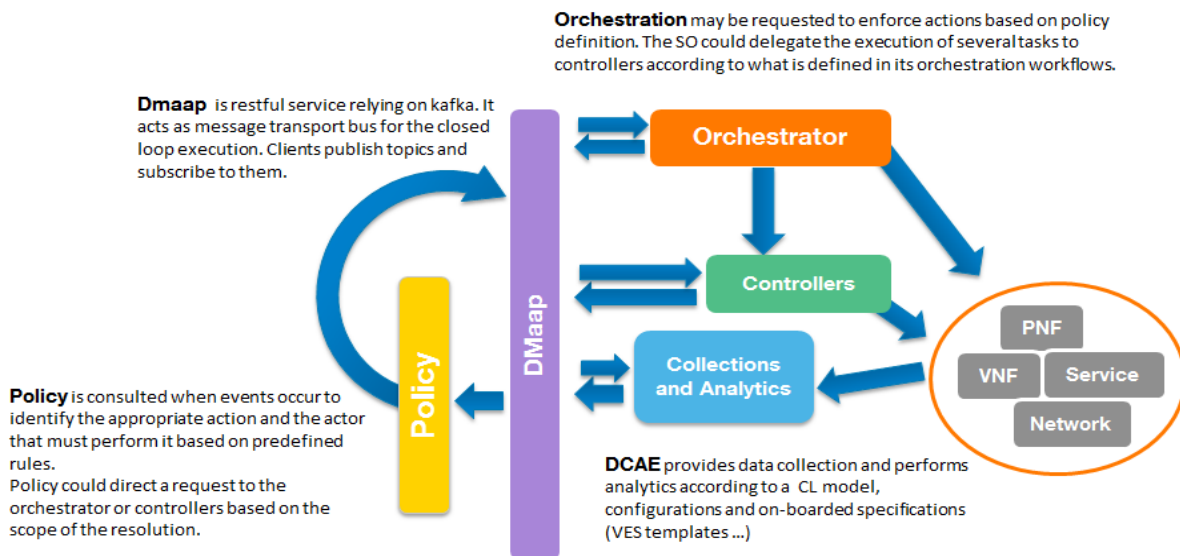 Orchestration may be requested to enforce actions based on policy
definition. The SO could delegate the execution of several tasks to
controllers according to what is defined in its orchestration workflows.
Dmaap is restful service relying on kafka. It
acts as message transport bus for the closed
loop execution. Clients publish topics and
subscribe to them.
Orchestrator
Controllers
DMaap
Collections
and Analytics
Policy
PNF
VNF
Service
Network
Policy is consulted when events occur to
identify the appropriate action and the actor
that must perform it based on predefined
rules.
Policy could direct a request to the
orchestrator or controllers based on the
scope of the resolution.
DCAE provides data collection and performs
analytics according to a CL model,
configurations and on-boarded specifications
(VES templates ...)